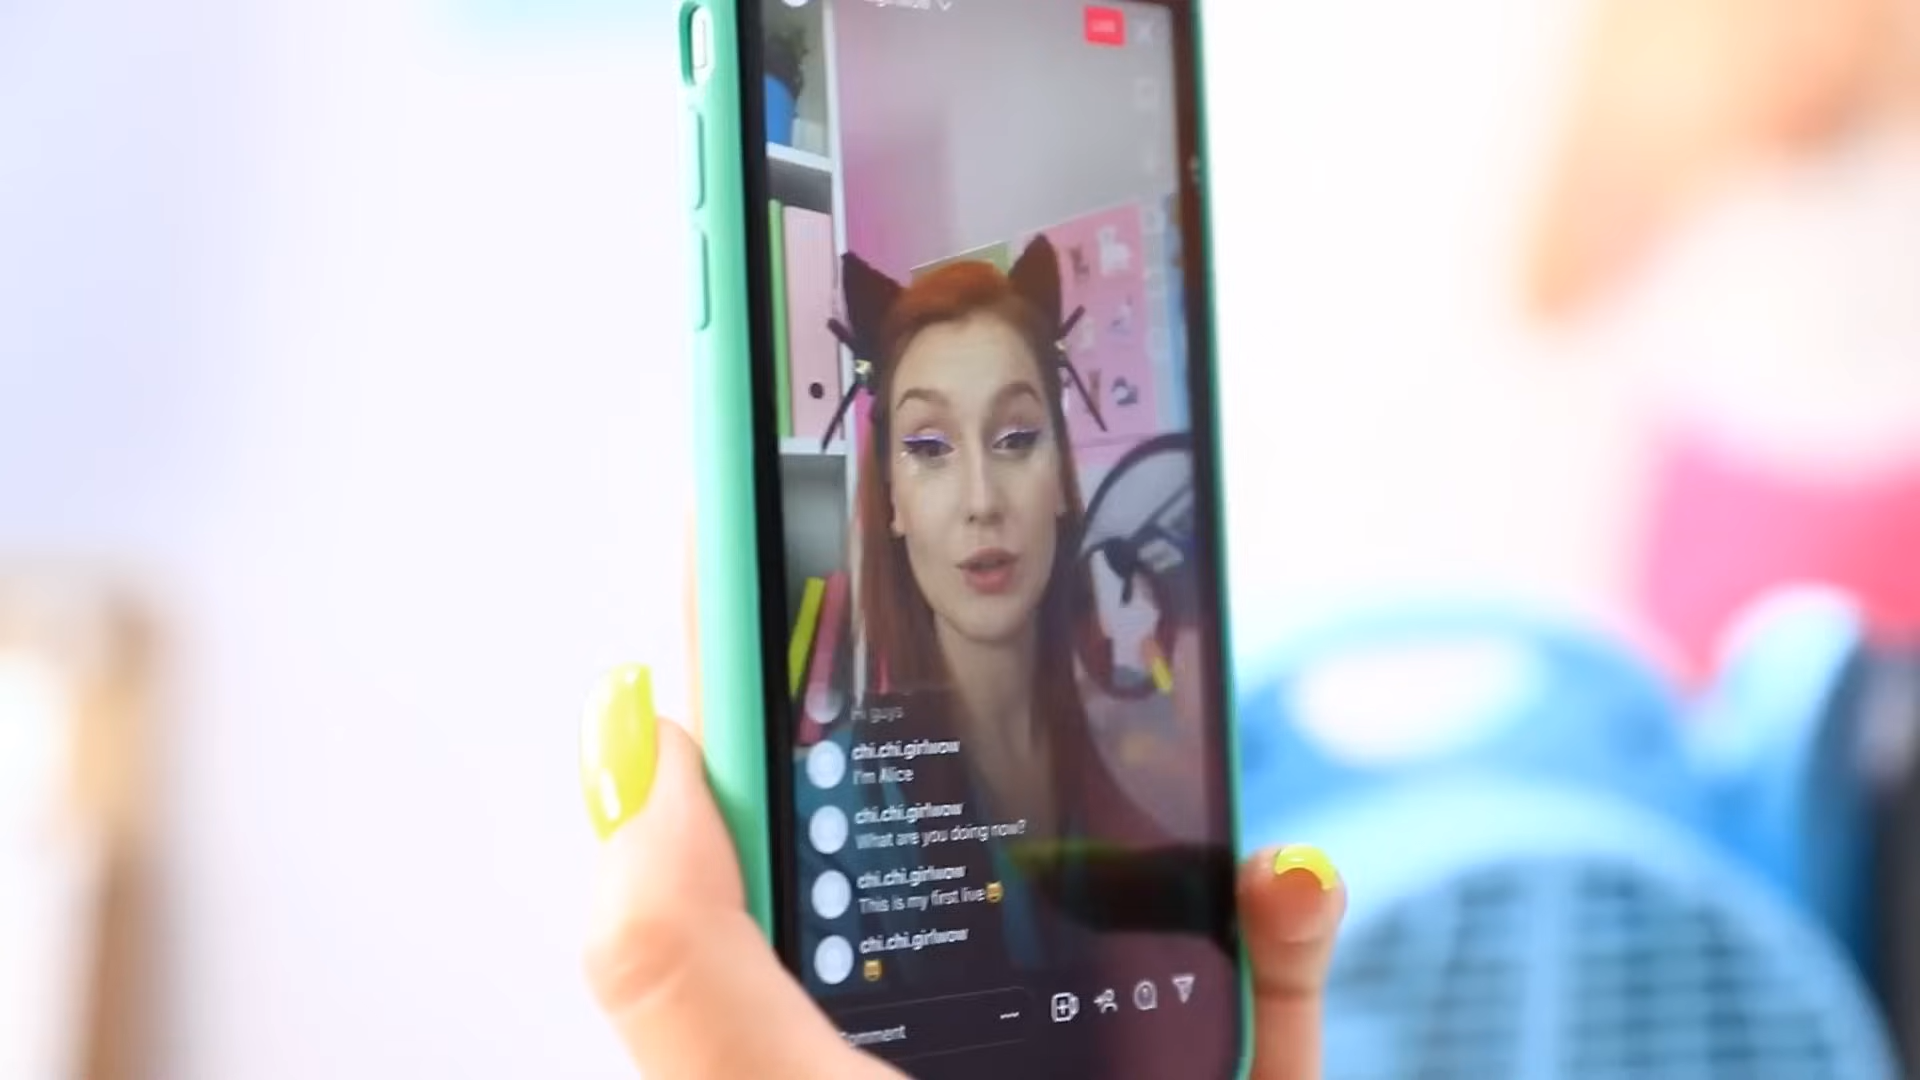 Hi guys
chi.chi.girlwow
I'm Alice
chi.chi.girlwow
What are you doing now?
chi.chi.girlwow
This is my first live😸
chi.chi.girlwow
😸
Comment